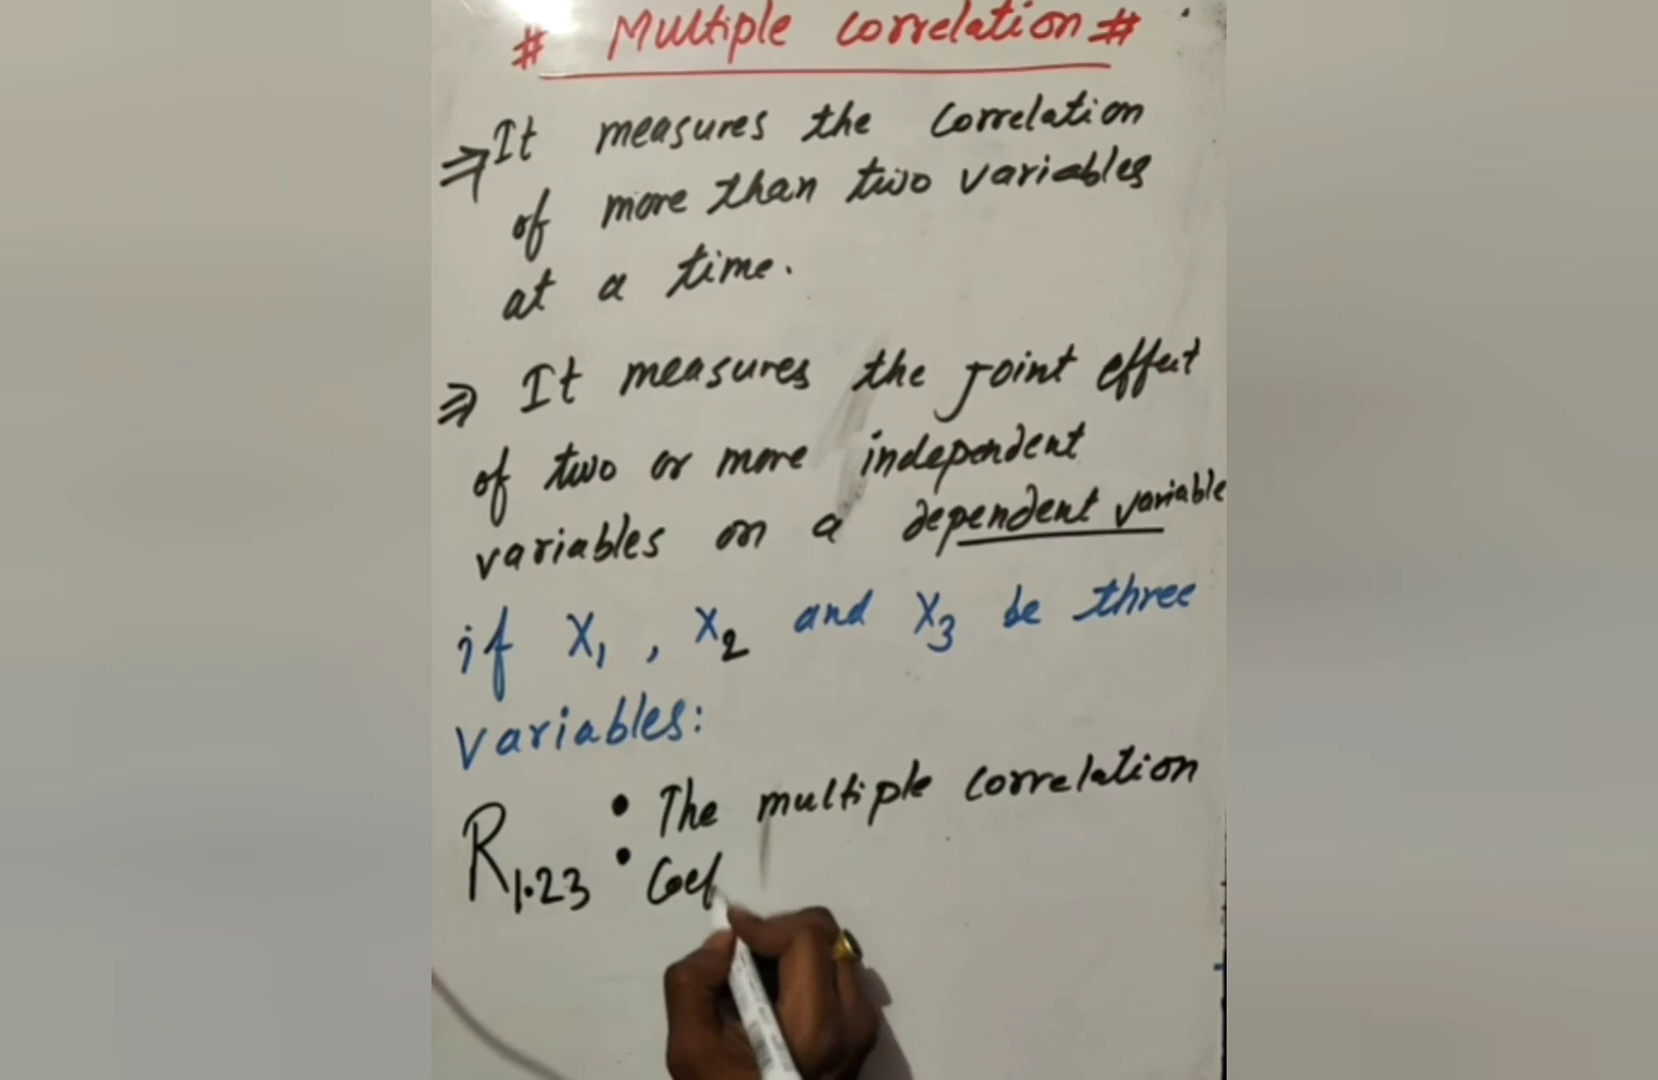 # Multiple correlation #
⇒ It measures the correlation
of more than two variables
at a time.
⇒ It measures the joint effect
of two or more independent
variables on a dependent variable
if X₁, X₂ and X₃ be three
variables:
R₁.₂₃ : The multiple correlation
Coef